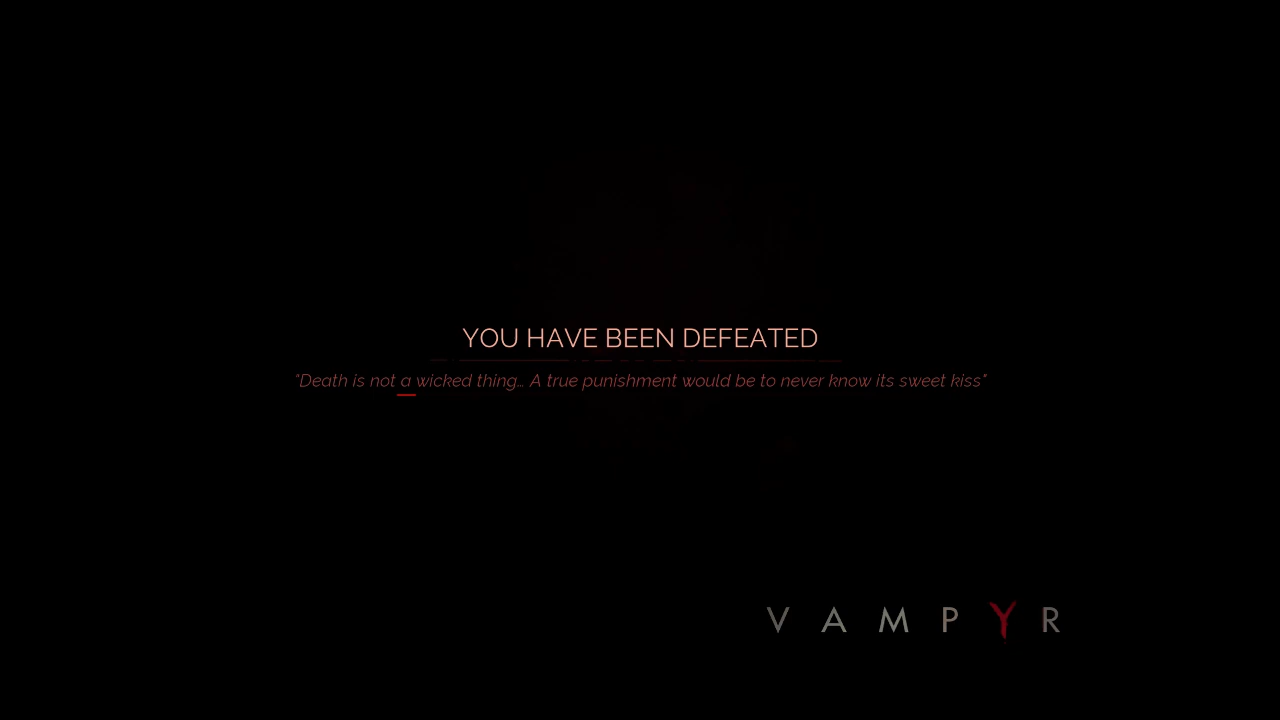 YOU HAVE BEEN DEFEATED
"Death is not a wicked thing... A true punishment would be to never know its sweet kiss"
VAMPYR